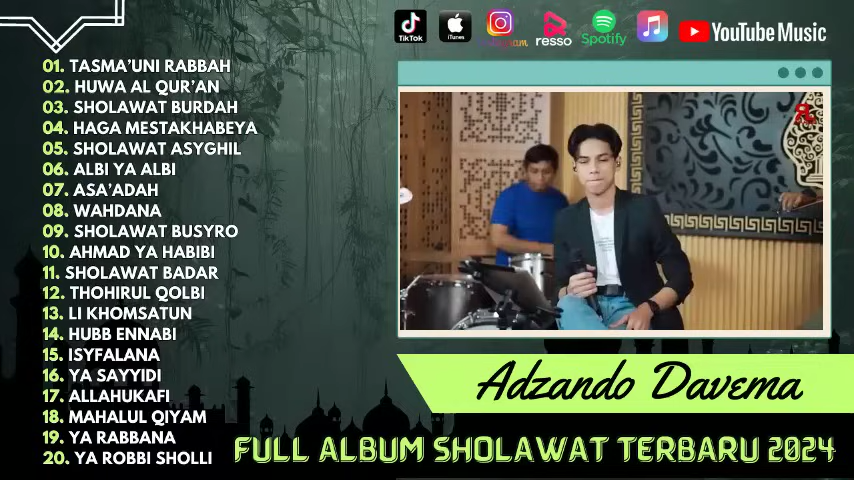 TikTok
iTunes
Instagram
resso
Spotify
YouTube Music
01. TASMA’UNI RABBAH
02. HUWA AL QUR’AN
03. SHOLAWAT BURDAH
04. HAGA MESTAKHABEYA
05. SHOLAWAT ASYGHIL
06. ALBI YA ALBI
07. ASA’ADAH
08. WAHDANA
09. SHOLAWAT BUSYRO
10. AHMAD YA HABIBI
11. SHOLAWAT BADAR
12. THOHIRUL QOLBI
13. LI KHOMSATUN
14. HUBB ENNABI
15. ISYFALANA
16. YA SAYYIDI
17. ALLAHUKAFI
18. MAHALUL QIYAM
19. YA RABBANA
20. YA ROBBI SHOLLI
Adzando Davema
FULL ALBUM SHOLAWAT TERBARU 2024